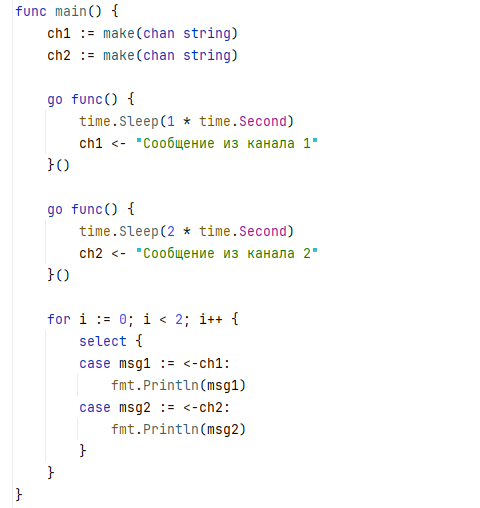 func main() {
    ch1 := make(chan string)
    ch2 := make(chan string)

    go func() {
        time.Sleep(1 * time.Second)
        ch1 <- "Сообщение из канала 1"
    }()

    go func() {
        time.Sleep(2 * time.Second)
        ch2 <- "Сообщение из канала 2"
    }()

    for i := 0; i < 2; i++ {
        select {
        case msg1 := <-ch1:
            fmt.Println(msg1)
        case msg2 := <-ch2:
            fmt.Println(msg2)
        }
    }
}